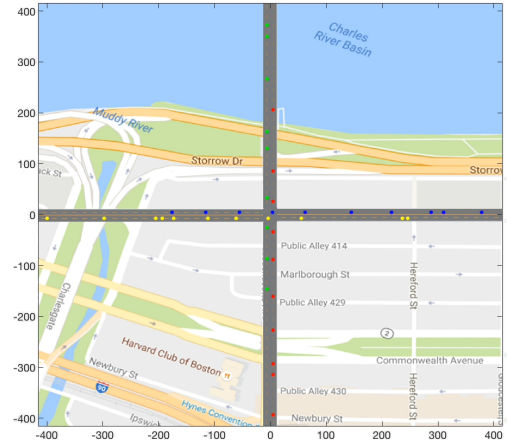 400
300
200
100
0
-100
-200
-300
-400
-400
-300
-200
-100
0
100
200
300
400
Charles
River Basin
Muddy River
Storrow Dr
Storrow
ck St
Public Alley 414
Marlborough St
Public Alley 429
Hereford St
Charlesgate
2
Harvard Club of Boston
Commonwealth Avenue
Newbury St
90
Public Alley 430
Hereford St
Hynes Convention
Newbury St
Ipswi